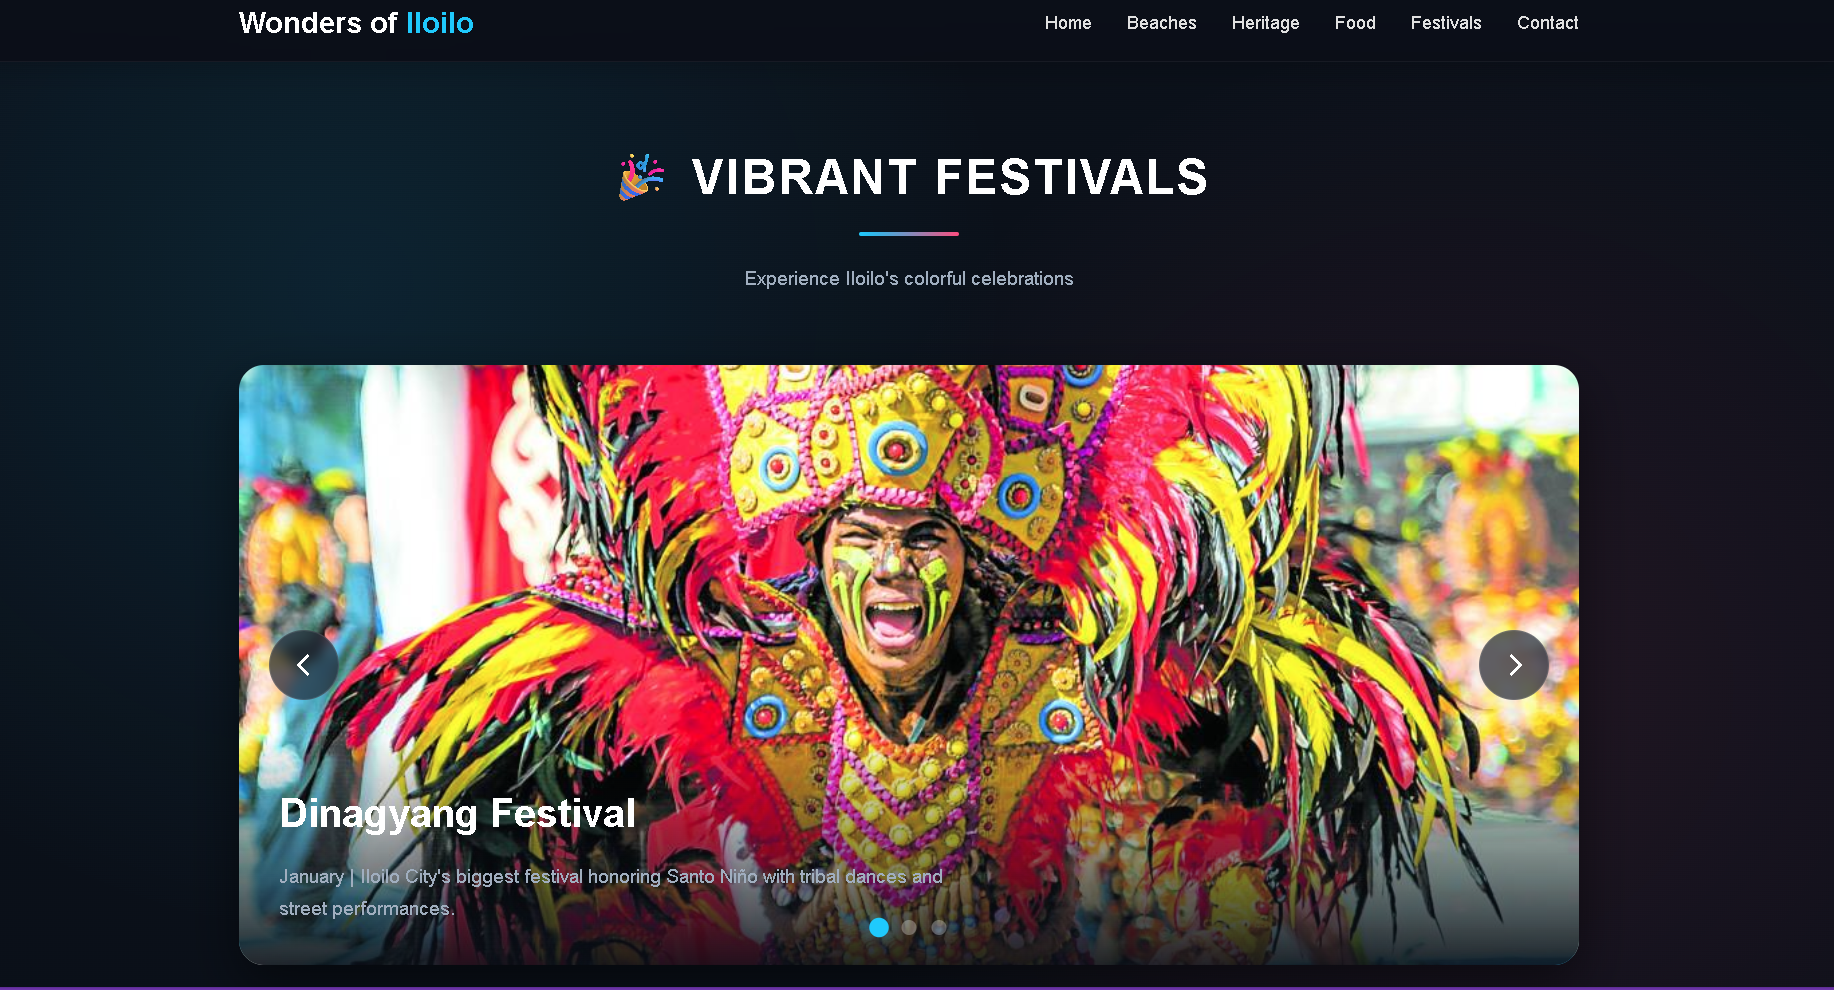 Wonders of Iloilo
Home Beaches Heritage Food Festivals Contact
VIBRANT FESTIVALS
Experience Iloilo's colorful celebrations
Dinagyang Festival
January | Iloilo City's biggest festival honoring Santo Niño with tribal dances and
street performances.